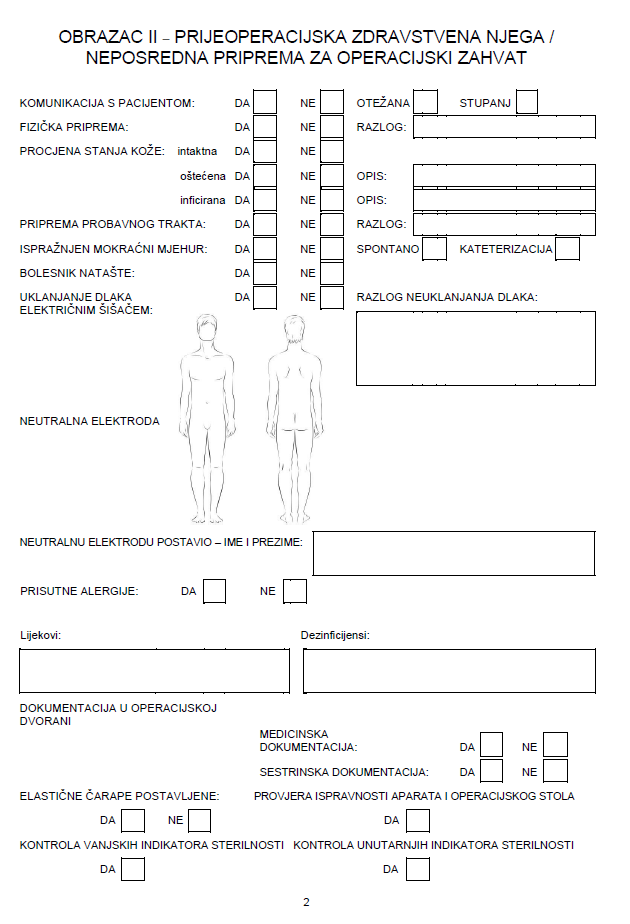 OBRAZAC II – PRIJEOPERACIJSKA ZDRAVSTVENA NJEGA /
NEPOSREDNA PRIPREMA ZA OPERACIJSKI ZAHVAT
KOMUNIKACIJA S PACIJENTOM: DA NE OTEŽANA STUPANJ
FIZIČKA PRIPREMA: DA NE RAZLOG:
PROCJENA STANJA KOŽE: intaktna DA NE
oštećena DA NE OPIS:
inficirana DA NE OPIS:
PRIPREMA PROBAVNOG TRAKTA: DA NE RAZLOG:
ISPRAŽNJEN MOKRAĆNI MJEHUR: DA NE SPONTANO KATETERIZACIJA
BOLESNIK NATAŠTE: DA NE
UKLANJANJE DLAKA DA NE RAZLOG NEUKLANJANJA DLAKA:
ELEKTRIČNIM ŠIŠAČEM:
NEUTRALNA ELEKTRODA
NEUTRALNU ELEKTRODU POSTAVIO – IME I PREZIME:
PRISUTNE ALERGIJE: DA NE
Lijekovi: Dezinficijensi:
DOKUMENTACIJA U OPERACIJSKOJ
DVORANI
MEDICINSKA
DOKUMENTACIJA: DA NE
SESTRINSKA DOKUMENTACIJA: DA NE
ELASTIČNE ČARAPE POSTAVLJENE: PROVJERA ISPRAVNOSTI APARATA I OPERACIJSKOG STOLA
DA NE DA
KONTROLA VANJSKIH INDIKATORA STERILNOSTI KONTROLA UNUTARNJIH INDIKATORA STERILNOSTI
DA DA
2